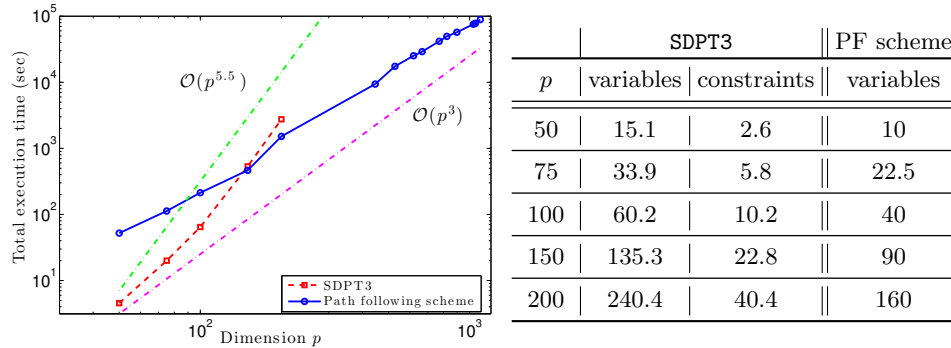 Total execution time (sec)
10^5
10^4
10^3
10^2
10^1
O(p^{5.5})
O(p^3)
SDPT3
Path following scheme
10^2
10^3
Dimension p
SDPT3 PF scheme
p variables constraints variables
50 15.1 2.6 10
75 33.9 5.8 22.5
100 60.2 10.2 40
150 135.3 22.8 90
200 240.4 40.4 160